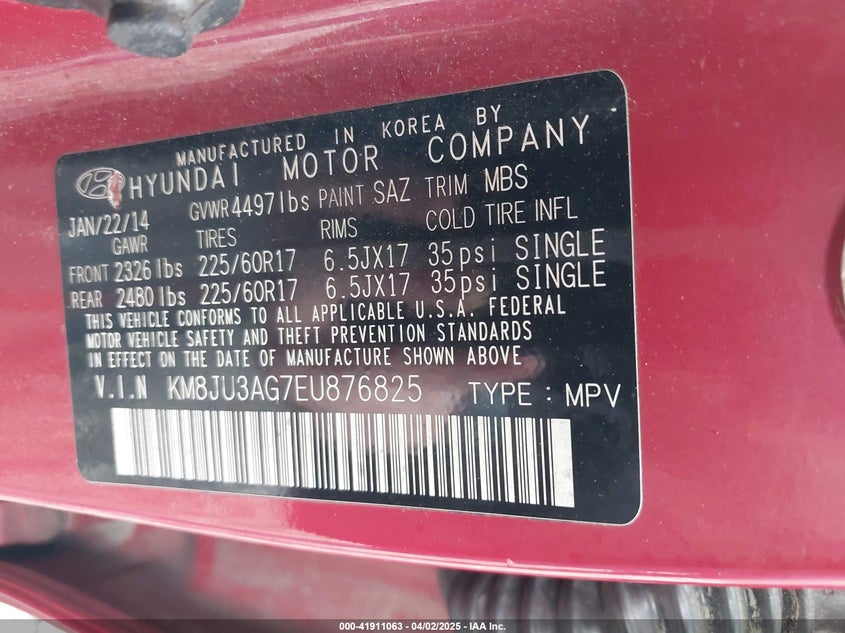 MANUFACTURED IN KOREA BY
HYUNDAI MOTOR COMPANY
JAN/22/14 GVWR 4497 lbs PAINT SAZ TRIM MBS
GAWR TIRES RIMS COLD TIRE INFL
FRONT 2326 lbs 225/60R17 6.5JX17 35psi SINGLE
REAR 2480 lbs 225/60R17 6.5JX17 35psi SINGLE
THIS VEHICLE CONFORMS TO ALL APPLICABLE U.S.A. FEDERAL
MOTOR VEHICLE SAFETY AND THEFT PREVENTION STANDARDS
IN EFFECT ON THE DATE OF MANUFACTURE SHOWN ABOVE
V.I.N KM8JU3AG7EU876825 TYPE : MPV
000-41911063 - 04/02/2025 - IAA Inc.